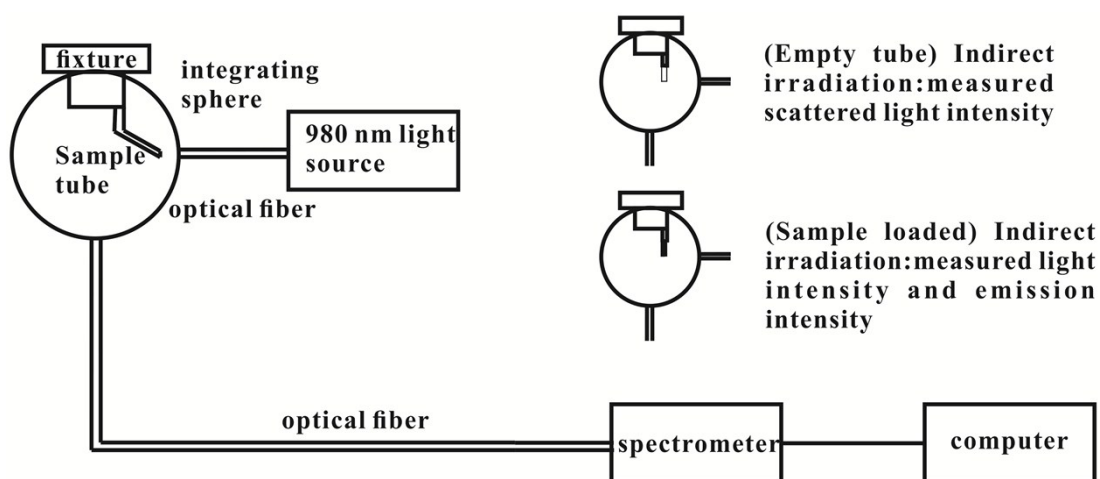 fixture
integrating
sphere
980 nm light
source
Sample
tube
optical fiber
(Empty tube) Indirect
irradiation:measured
scattered light intensity
(Sample loaded) Indirect
irradiation:measured light
intensity and emission
intensity
optical fiber
spectrometer
computer